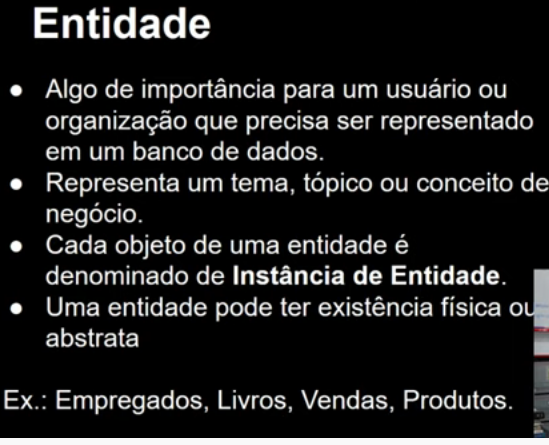 Entidade
● Algo de importância para um usuário ou
organização que precisa ser representado
em um banco de dados.
● Representa um tema, tópico ou conceito de
negócio.
● Cada objeto de uma entidade é
denominado de Instância de Entidade.
● Uma entidade pode ter existência física ou
abstrata
Ex.: Empregados, Livros, Vendas, Produtos.